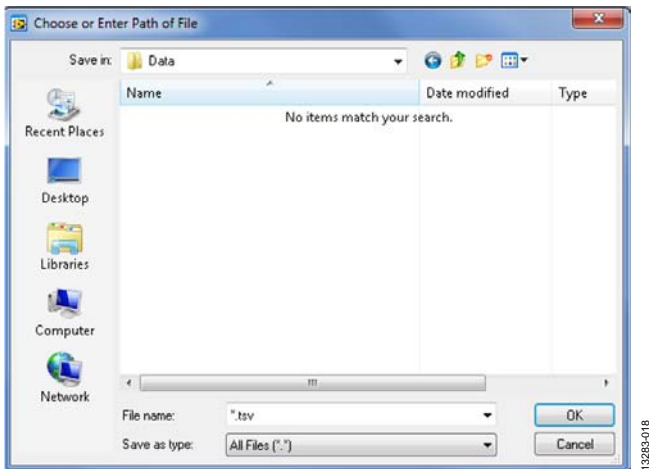 Choose or Enter Path of File
Save in: Data
Name Date modified Type
No items match your search.
Recent Places
Desktop
Libraries
Computer
Network
File name: *.tsv OK
Save as type: All Files (*.*) Cancel
13283-018